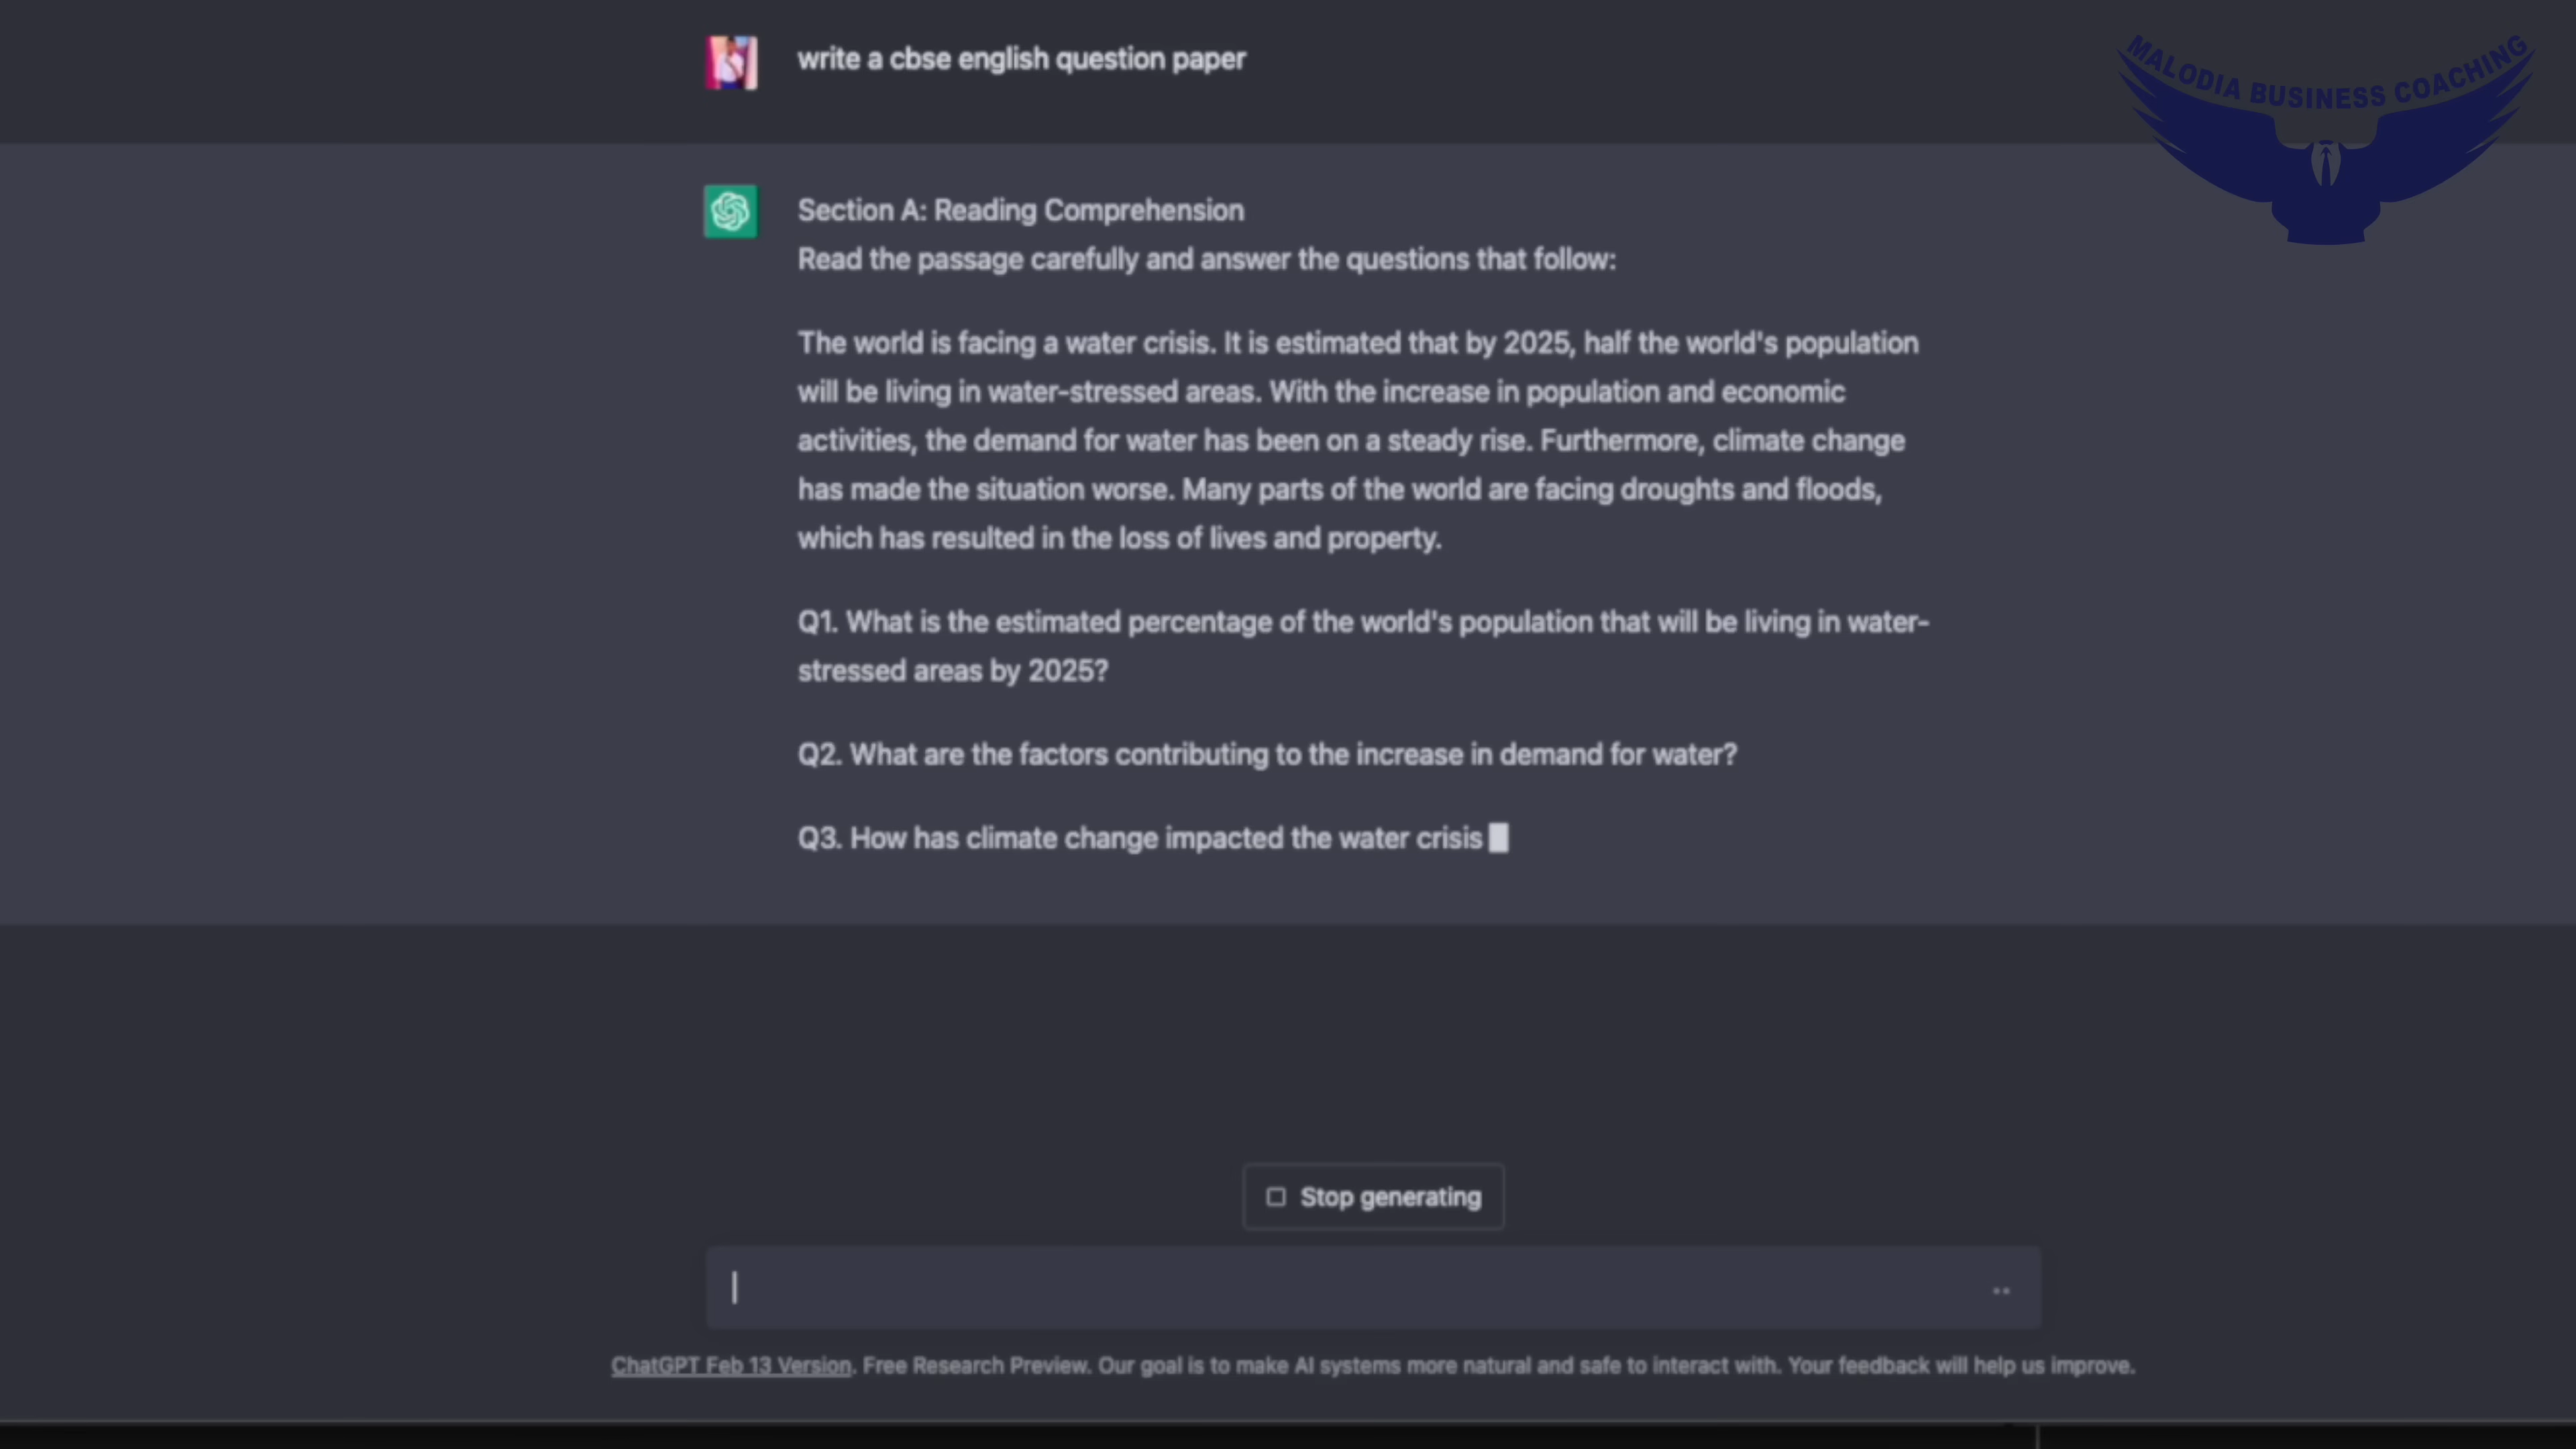 write a cbse english question paper
MALODIA BUSINESS COACHING
Section A: Reading Comprehension
Read the passage carefully and answer the questions that follow:
The world is facing a water crisis. It is estimated that by 2025, half the world's population
will be living in water-stressed areas. With the increase in population and economic
activities, the demand for water has been on a steady rise. Furthermore, climate change
has made the situation worse. Many parts of the world are facing droughts and floods,
which has resulted in the loss of lives and property.
Q1. What is the estimated percentage of the world's population that will be living in water-
stressed areas by 2025?
Q2. What are the factors contributing to the increase in demand for water?
Q3. How has climate change impacted the water crisis
Stop generating
ChatGPT Feb 13 Version. Free Research Preview. Our goal is to make AI systems more natural and safe to interact with. Your feedback will help us improve.